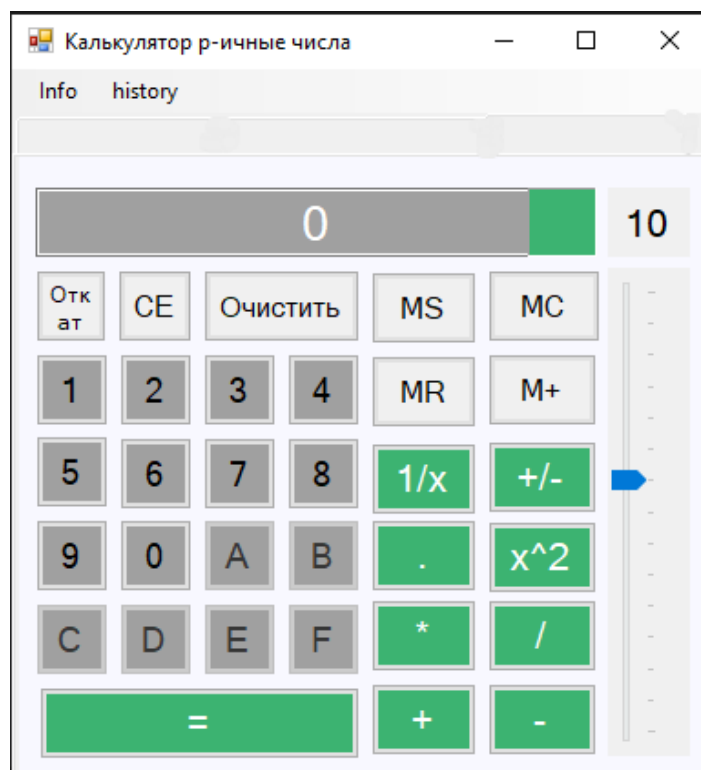 Калькулятор р-ичные числа
Info history
0 10
Отк
ат
CE Очистить MS MC
1 2 3 4 MR M+
5 6 7 8 1/x +/-
9 0 A B . x^2
C D E F * /
= + -